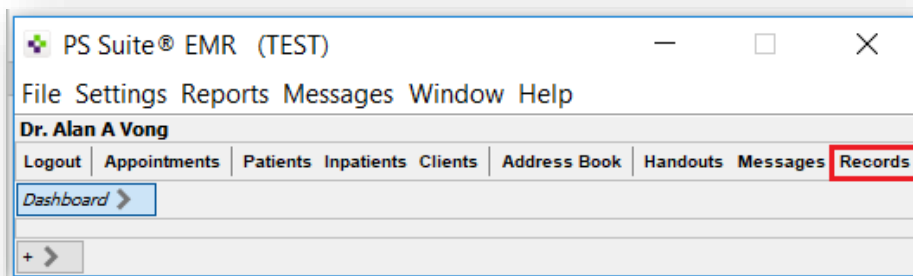 PS Suite® EMR (TEST)
File Settings Reports Messages Window Help
Dr. Alan A Vong
Logout Appointments Patients Inpatients Clients Address Book Handouts Messages Records
Dashboard
+